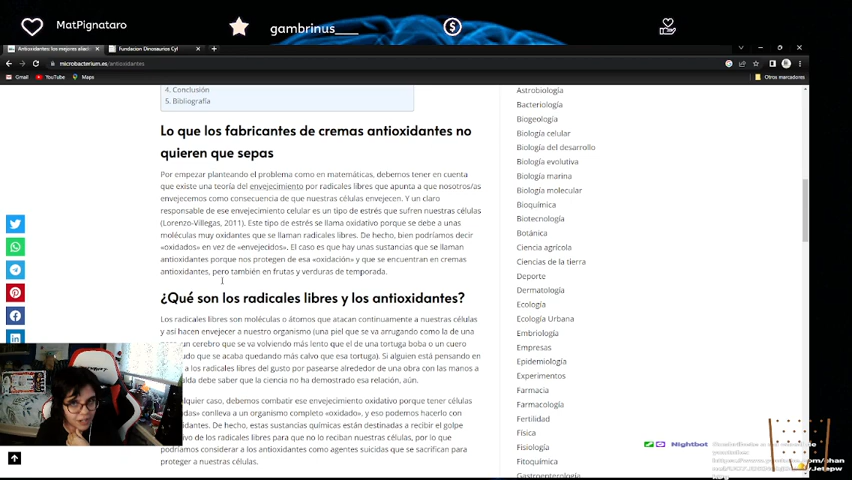 MatPignataro
gambrinus____
Antioxidantes: los mejores aliad
Fundacion Dinosaurios Cyl
microbacterium.es/antioxidantes
Gmail
YouTube
Maps
Otros marcadores
4. Conclusión
5. Bibliografía
Lo que los fabricantes de cremas antioxidantes no
quieren que sepas
Por empezar planteando el problema como en matemáticas, debemos tener en cuenta
que existe una teoría del envejecimiento por radicales libres que apunta a que nosotros/as
envejecemos como consecuencia de que nuestras células envejecen. Y un claro
responsable de ese envejecimiento celular es un tipo de estrés que sufren nuestras células
(Lorenzo-Villegas, 2011). Este tipo de estrés se llama oxidativo porque se debe a unas
moléculas muy oxidantes que se llaman radicales libres. De hecho, bien podríamos decir
«oxidados» en vez de «envejecidos». El caso es que hay unas sustancias que se llaman
antioxidantes porque nos protegen de esa «oxidación» y que se encuentran en cremas
antioxidantes, pero también en frutas y verduras de temporada.
¿Qué son los radicales libres y los antioxidantes?
Los radicales libres son moléculas o átomos que atacan continuamente a nuestras células
y así hacen envejecer a nuestro organismo (una piel que se va arrugando como la de una
un cerebro que se va volviendo más lento que el de una tortuga boba o un cuero
udo que se acaba quedando más calvo que esa tortuga). Si alguien está pensando en
a los radicales libres del gusto por pasearse alrededor de una obra con las manos a
alda debe saber que la ciencia no ha demostrado esa relación, aún.
lquier caso, debemos combatir ese envejecimiento oxidativo porque tener células
das» conlleva a un organismo completo «oxidado», y eso podemos hacerlo con
idantes. De hecho, estas sustancias químicas están destinadas a recibir el golpe
tivo de los radicales libres para que no lo reciban nuestras células, por lo que
podríamos considerar a los antioxidantes como agentes suicidas que se sacrifican para
proteger a nuestras células.
Astrobiología
Bacteriología
Biogeología
Biología celular
Biología del desarrollo
Biología evolutiva
Biología marina
Biología molecular
Bioquímica
Biotecnología
Botánica
Ciencia agrícola
Ciencias de la tierra
Deporte
Dermatología
Ecología
Ecología Urbana
Embriología
Empresas
Epidemiología
Experimentos
Farmacia
Farmacología
Fertilidad
Física
Fisiología
Fitoquímica
Gastroenterología
Nightbot